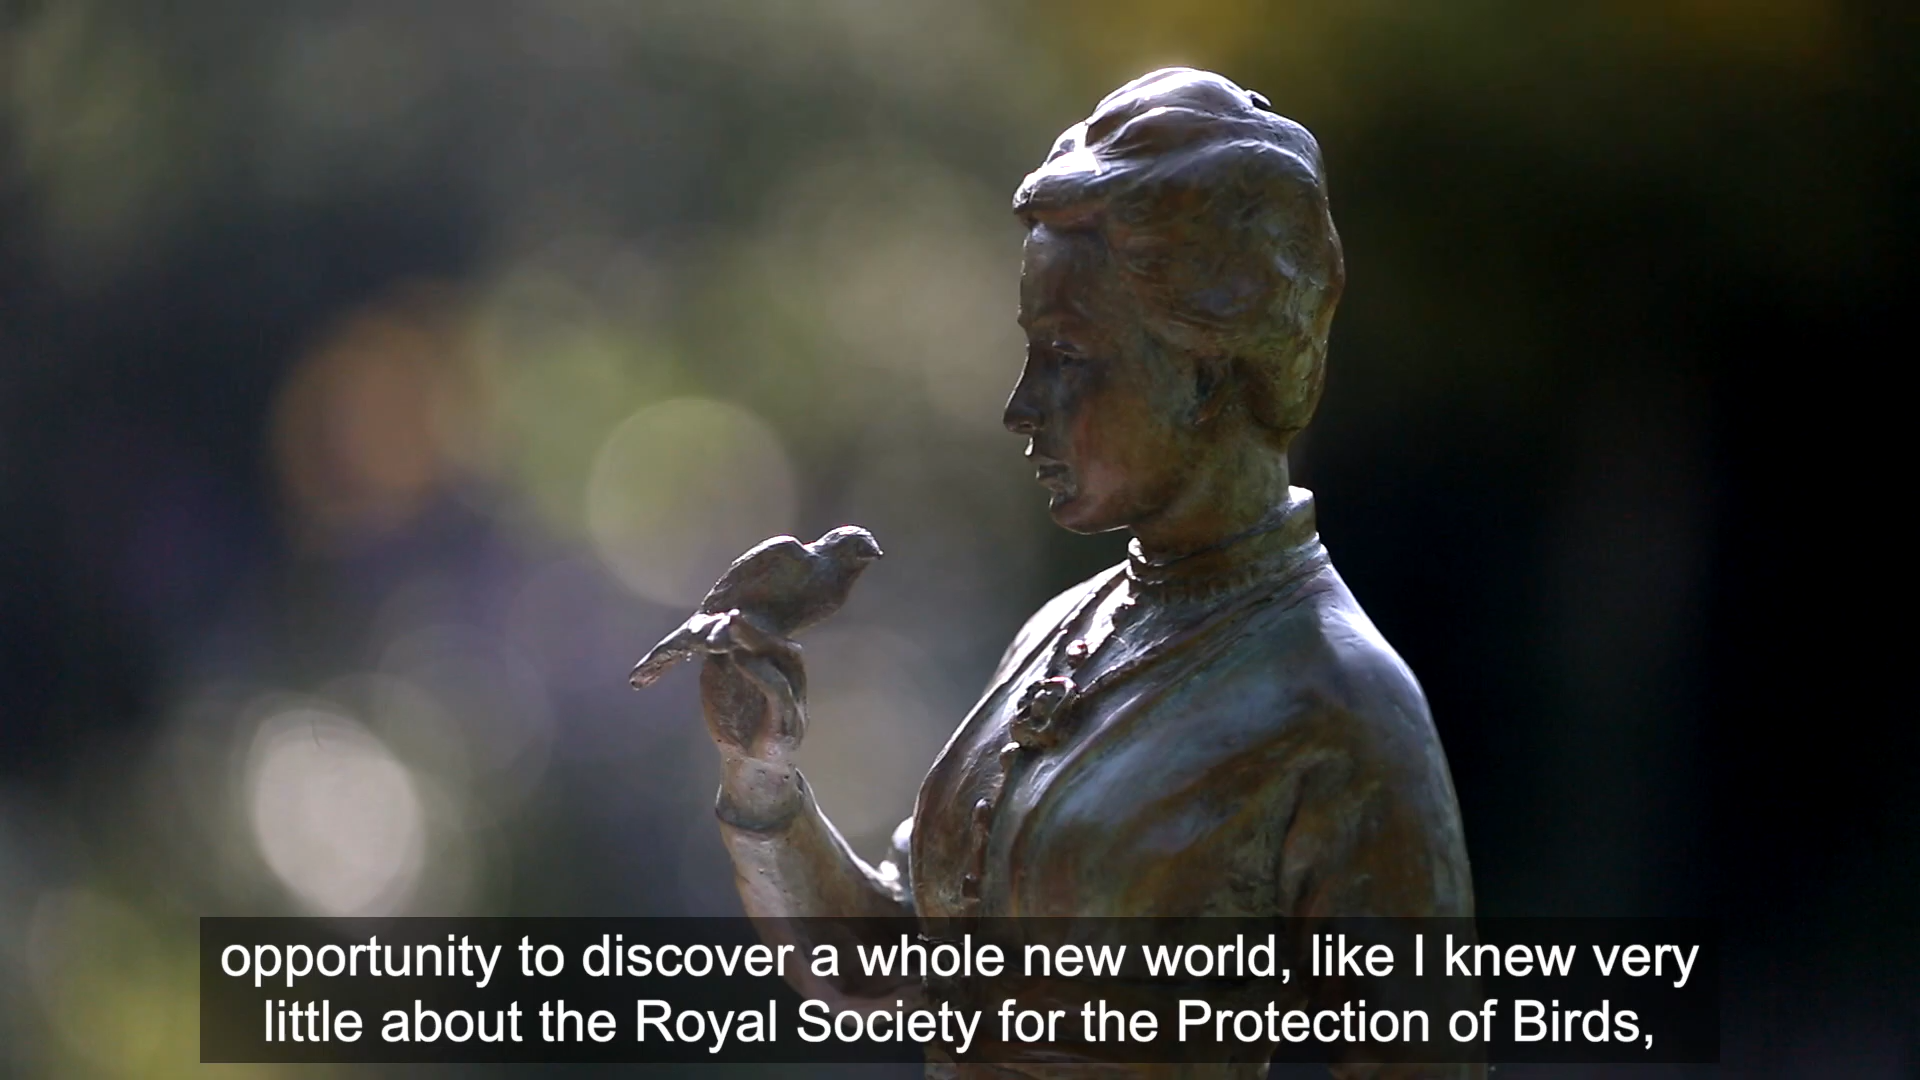 opportunity to discover a whole new world, like I knew very
little about the Royal Society for the Protection of Birds,